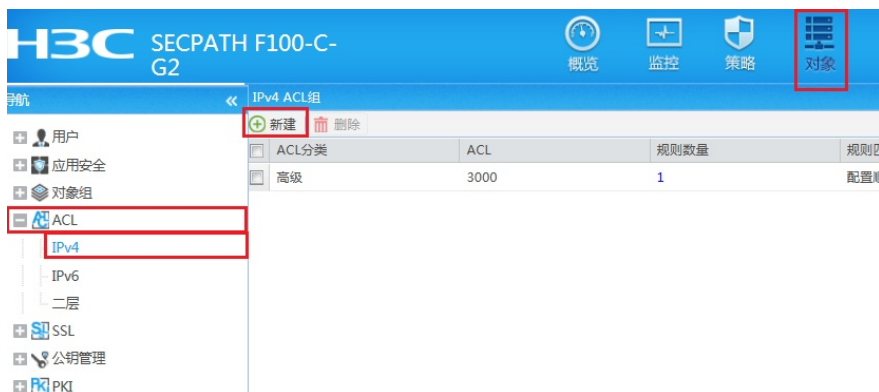 H3C SECPATH F100-C-
G2
概览 监控 策略 对象
导航 «
IPv4 ACL组
新建 删除
ACL分类 ACL 规则数量 规则匹
高级 3000 1 配置顺
用户
应用安全
对象组
ACL
IPv4
IPv6
二层
SSL
公钥管理
PKI